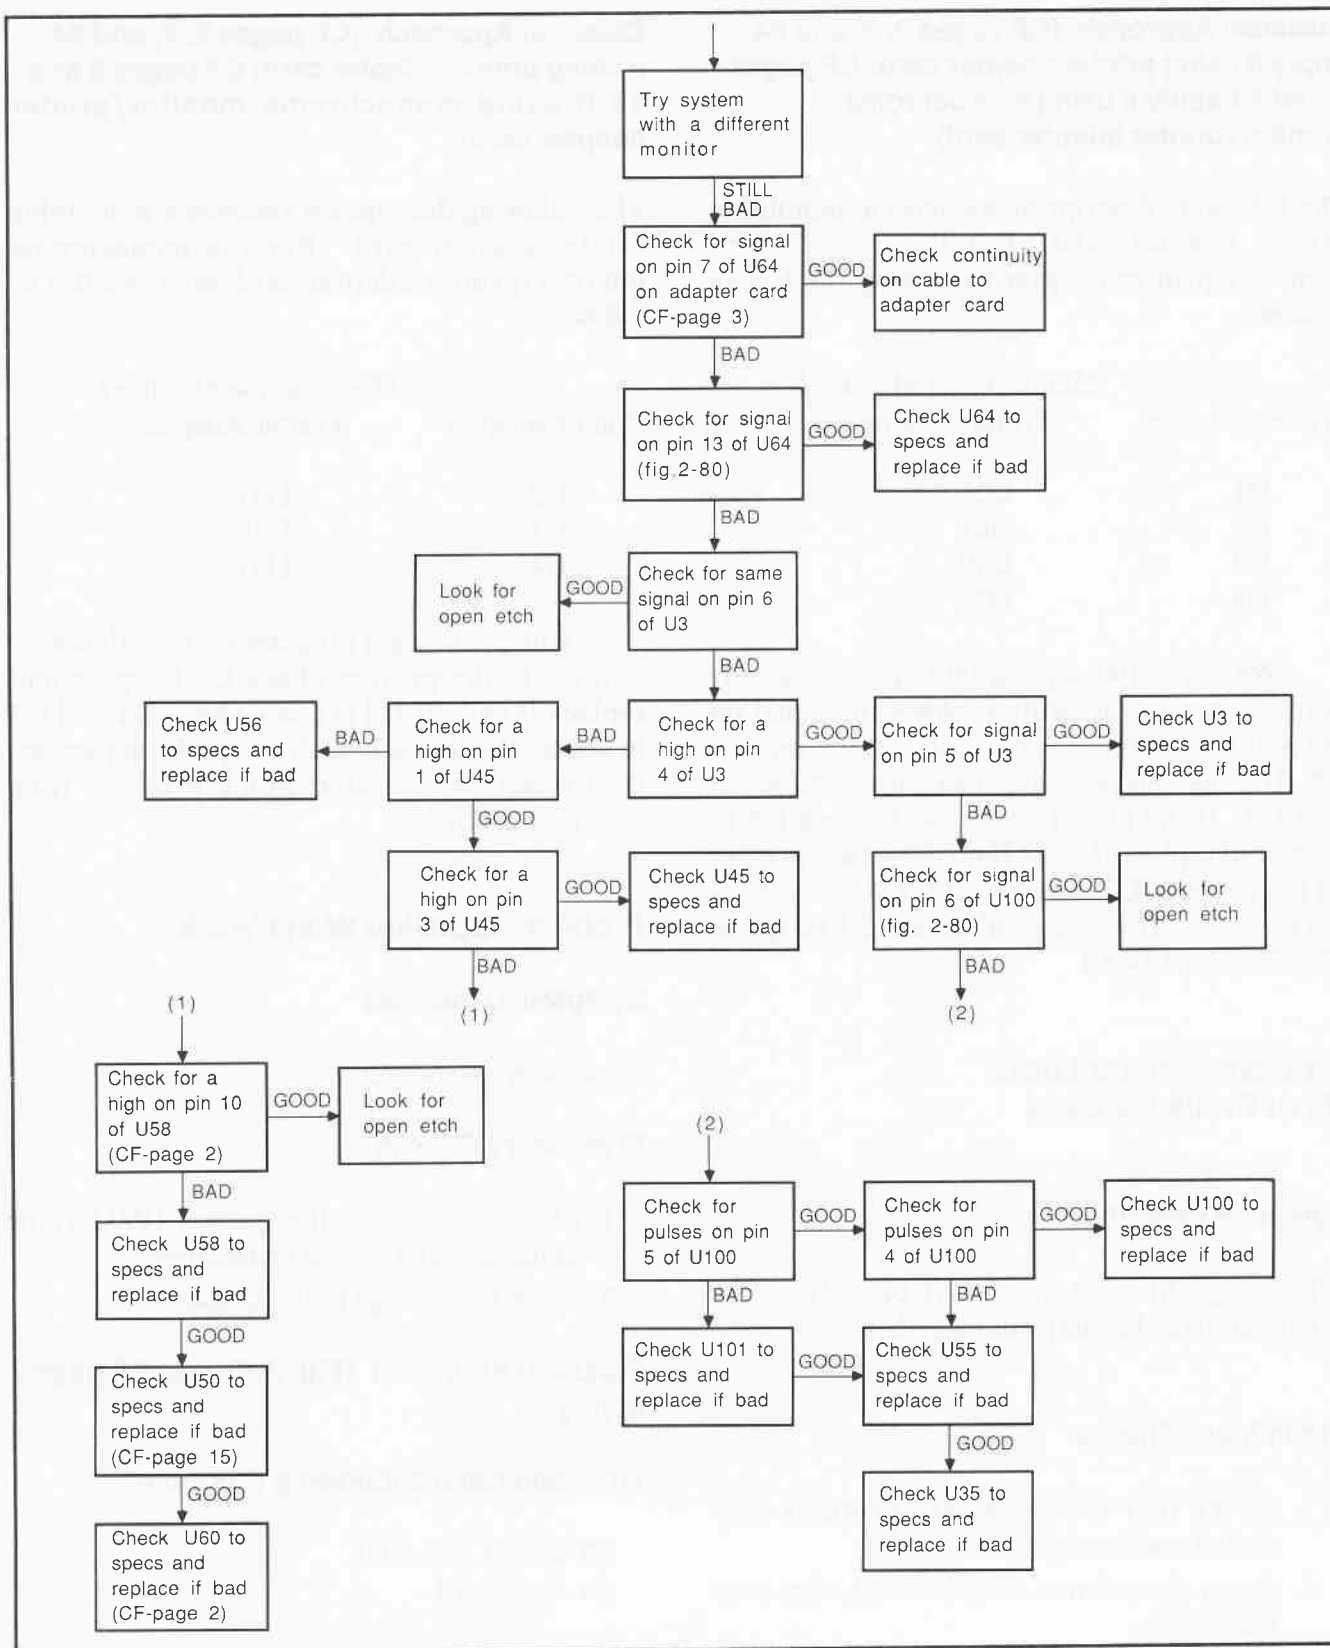 Try system
with a different
monitor
STILL
BAD
Check for signal
on pin 7 of U64
on adapter card
(CF-page 3)
GOOD
Check continuity
on cable to
adapter card
BAD
Check for signal
on pin 13 of U64
(fig.2-80)
GOOD
Check U64 to
specs and
replace if bad
BAD
Check for same
signal on pin 6
of U3
GOOD
Look for
open etch
BAD
Check for a
high on pin
4 of U3
BAD
Check for a
high on pin
1 of U45
BAD
Check U56
to specs and
replace if bad
GOOD
Check for signal
on pin 5 of U3
GOOD
Check U3 to
specs and
replace if bad
GOOD
Check for a
high on pin
3 of U45
GOOD
Check U45 to
specs and
replace if bad
BAD
(1)
BAD
Check for signal
on pin 6 of U100
(fig. 2-80)
GOOD
Look for
open etch
BAD
(2)
(1)
Check for a
high on pin 10
of U58
(CF-page 2)
GOOD
Look for
open etch
BAD
Check U58 to
specs and
replace if bad
GOOD
Check U50 to
specs and
replace if bad
(CF-page 15)
GOOD
Check U60 to
specs and
replace if bad
(CF-page 2)
(2)
Check for
pulses on pin
5 of U100
GOOD
Check for
pulses on pin
4 of U100
GOOD
Check U100 to
specs and
replace if bad
BAD
Check U101 to
specs and
replace if bad
GOOD
BAD
Check U55 to
specs and
replace if bad
GOOD
Check U35 to
specs and
replace if bad